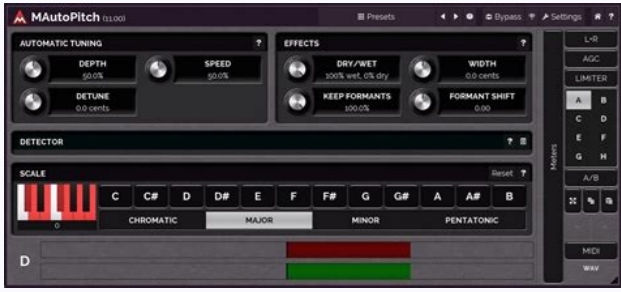 MAutoPitch (11.00) Presets Bypass Settings ?
AUTOMATIC TUNING ?
DEPTH
50.0%
SPEED
50.0%
DETUNE
0.0 cents
EFFECTS ?
DRY/WET
100% wet, 0% dry
WIDTH
0.0 cents
KEEP FORMANTS
100.0%
FORMANT SHIFT
0.00
DETECTOR ?
SCALE Reset ?
C C# D D# E F F# G G# A A# B
0
CHROMATIC MAJOR MINOR PENTATONIC
D
Meters
L+R
AGC
LIMITER
A B
C D
E F
G H
A/B
MIDI
WAV